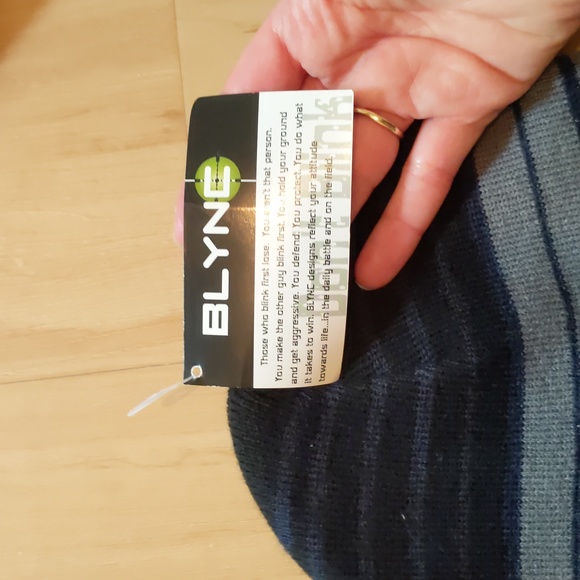 BLYNC
Those who blink first lose. You aren't that person.
You make the other guy blink first. You hold your ground
and get aggressive. You defend. You protect. You do what
it takes to win. BLYNC designs reflect your attitude
towards life...in the daily battle and on the field.
Don't Blink